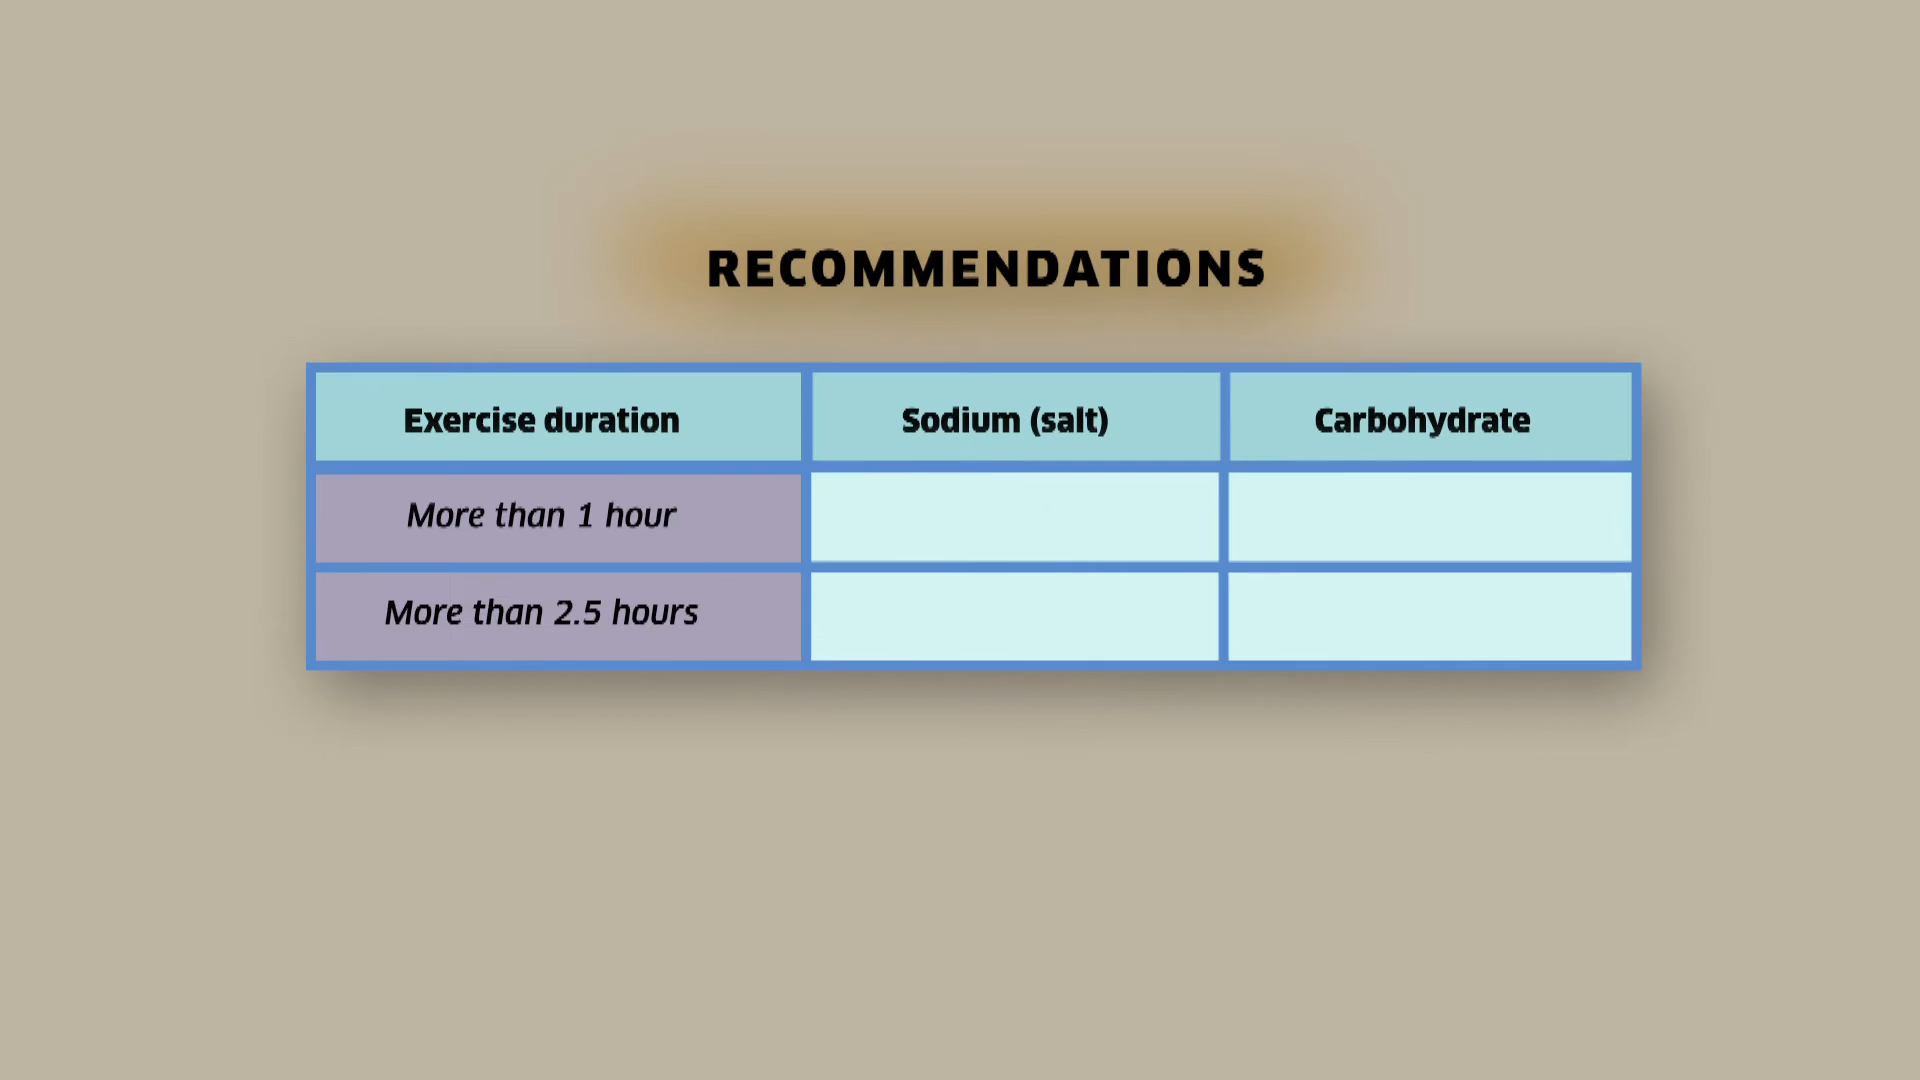 RECOMMENDATIONS
Exercise duration Sodium (salt) Carbohydrate
More than 1 hour
More than 2.5 hours